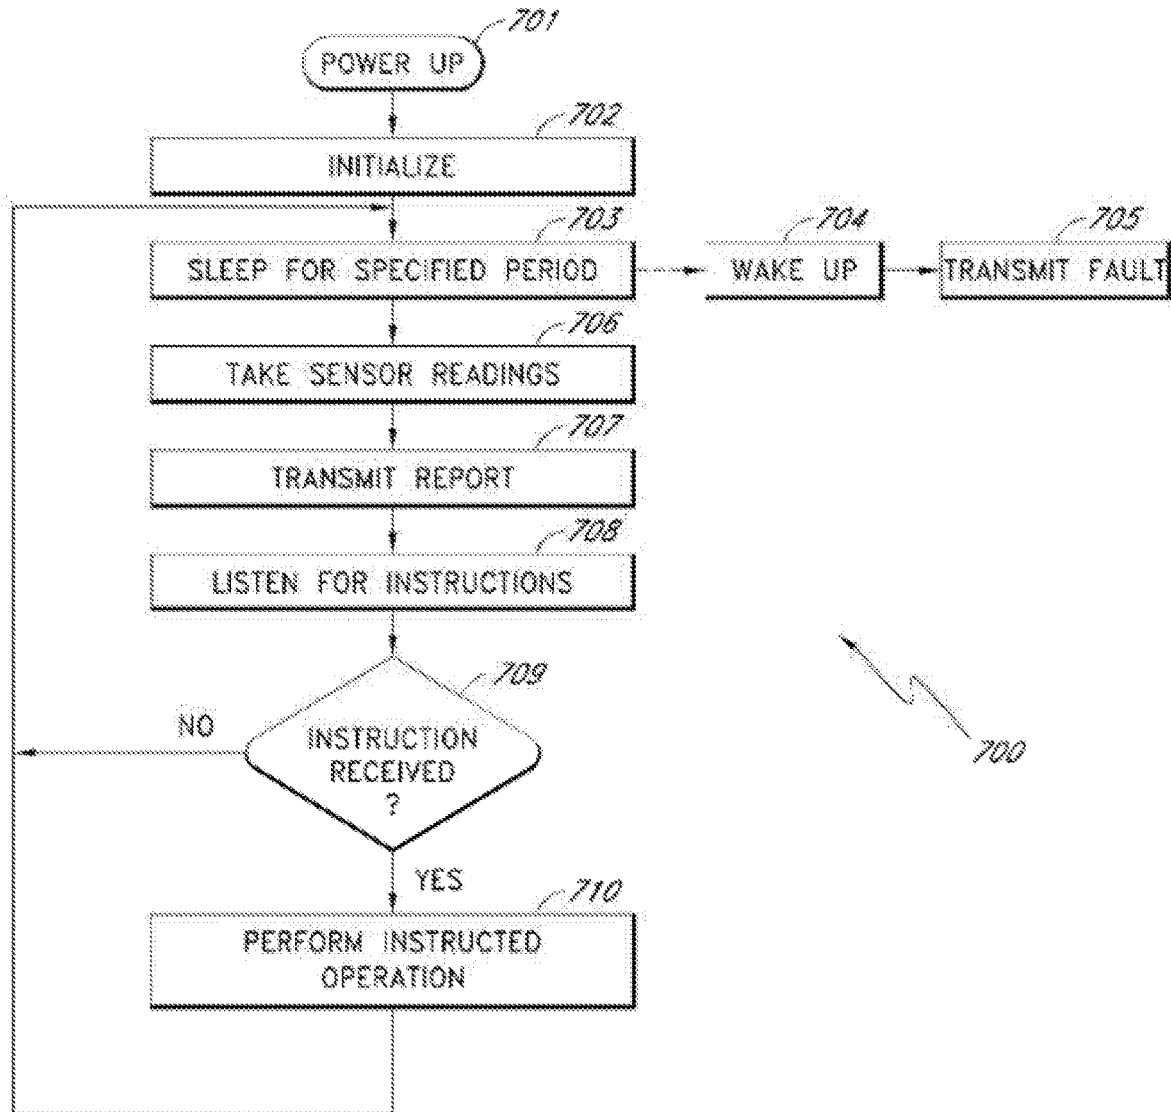 701
POWER UP
702
INITIALIZE
703
SLEEP FOR SPECIFIED PERIOD
704
WAKE UP
705
TRANSMIT FAULT
706
TAKE SENSOR READINGS
707
TRANSMIT REPORT
708
LISTEN FOR INSTRUCTIONS
709
INSTRUCTION
RECEIVED
?
NO
YES
700
710
PERFORM INSTRUCTED
OPERATION